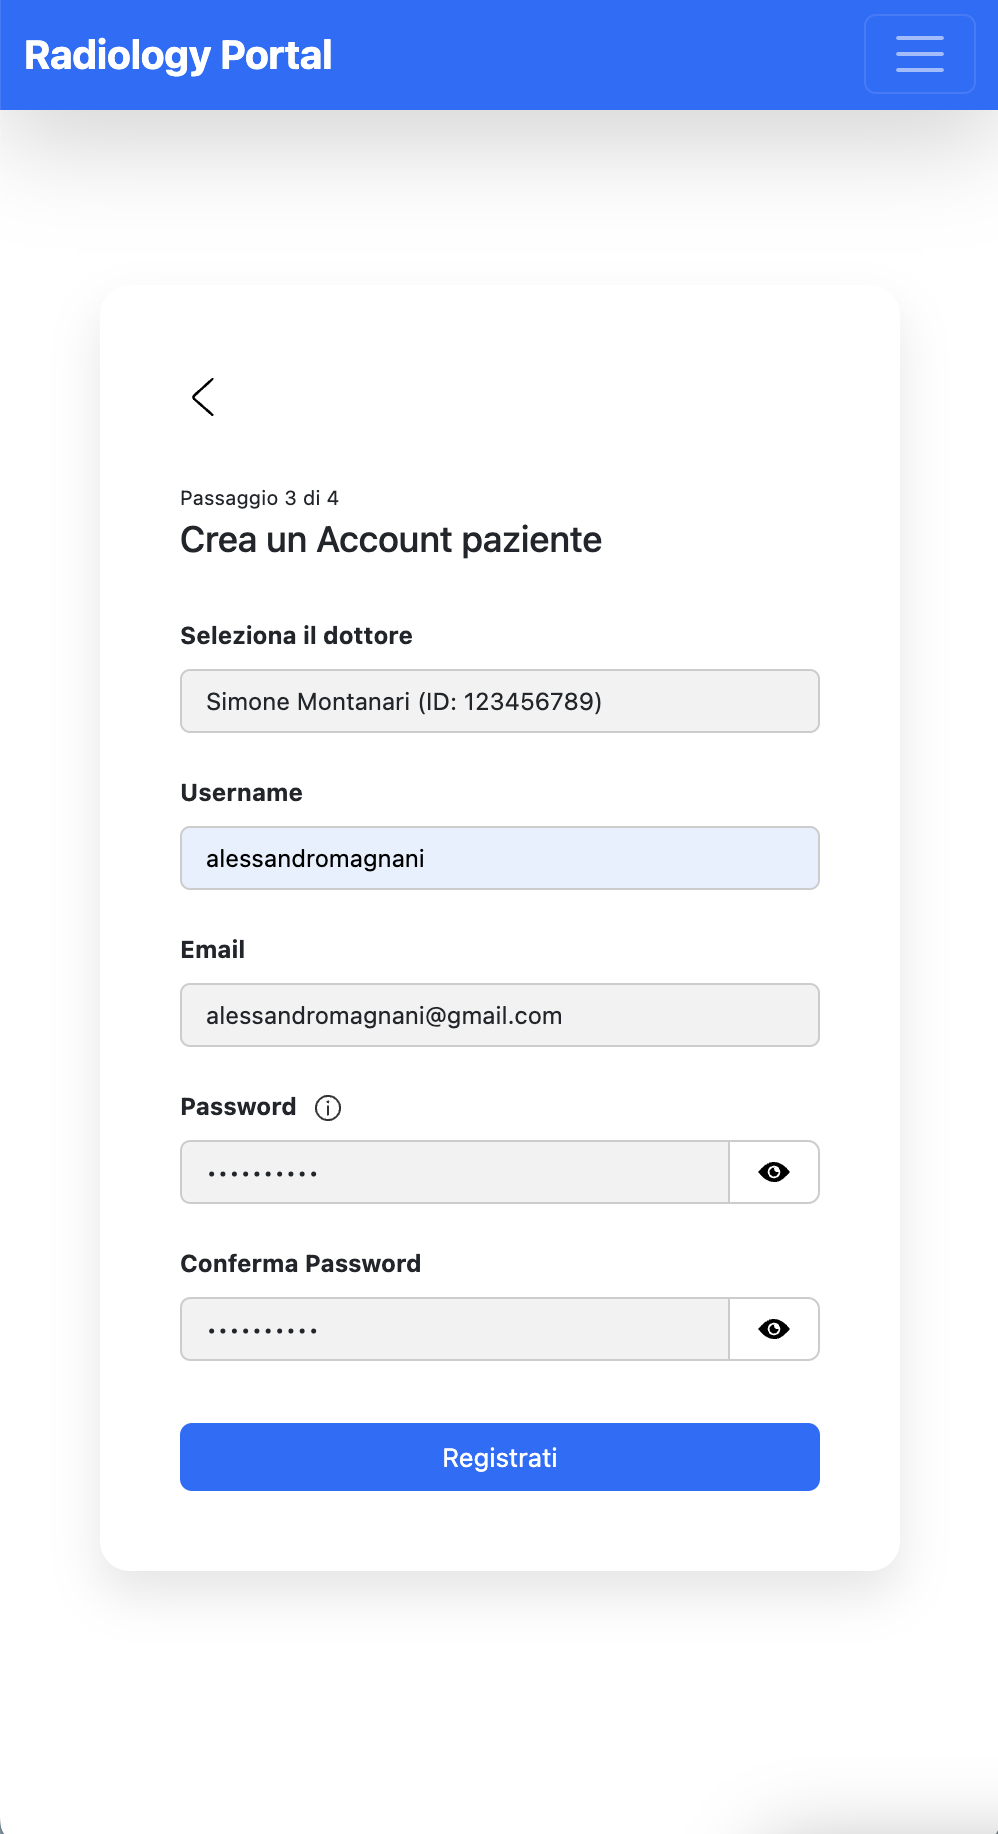 Radiology Portal
Passaggio 3 di 4
Crea un Account paziente
Seleziona il dottore
Simone Montanari (ID: 123456789)
Username
alessandromagnani
Email
alessandromagnani@gmail.com
Password
••••••••••
Conferma Password
••••••••••
Registrati